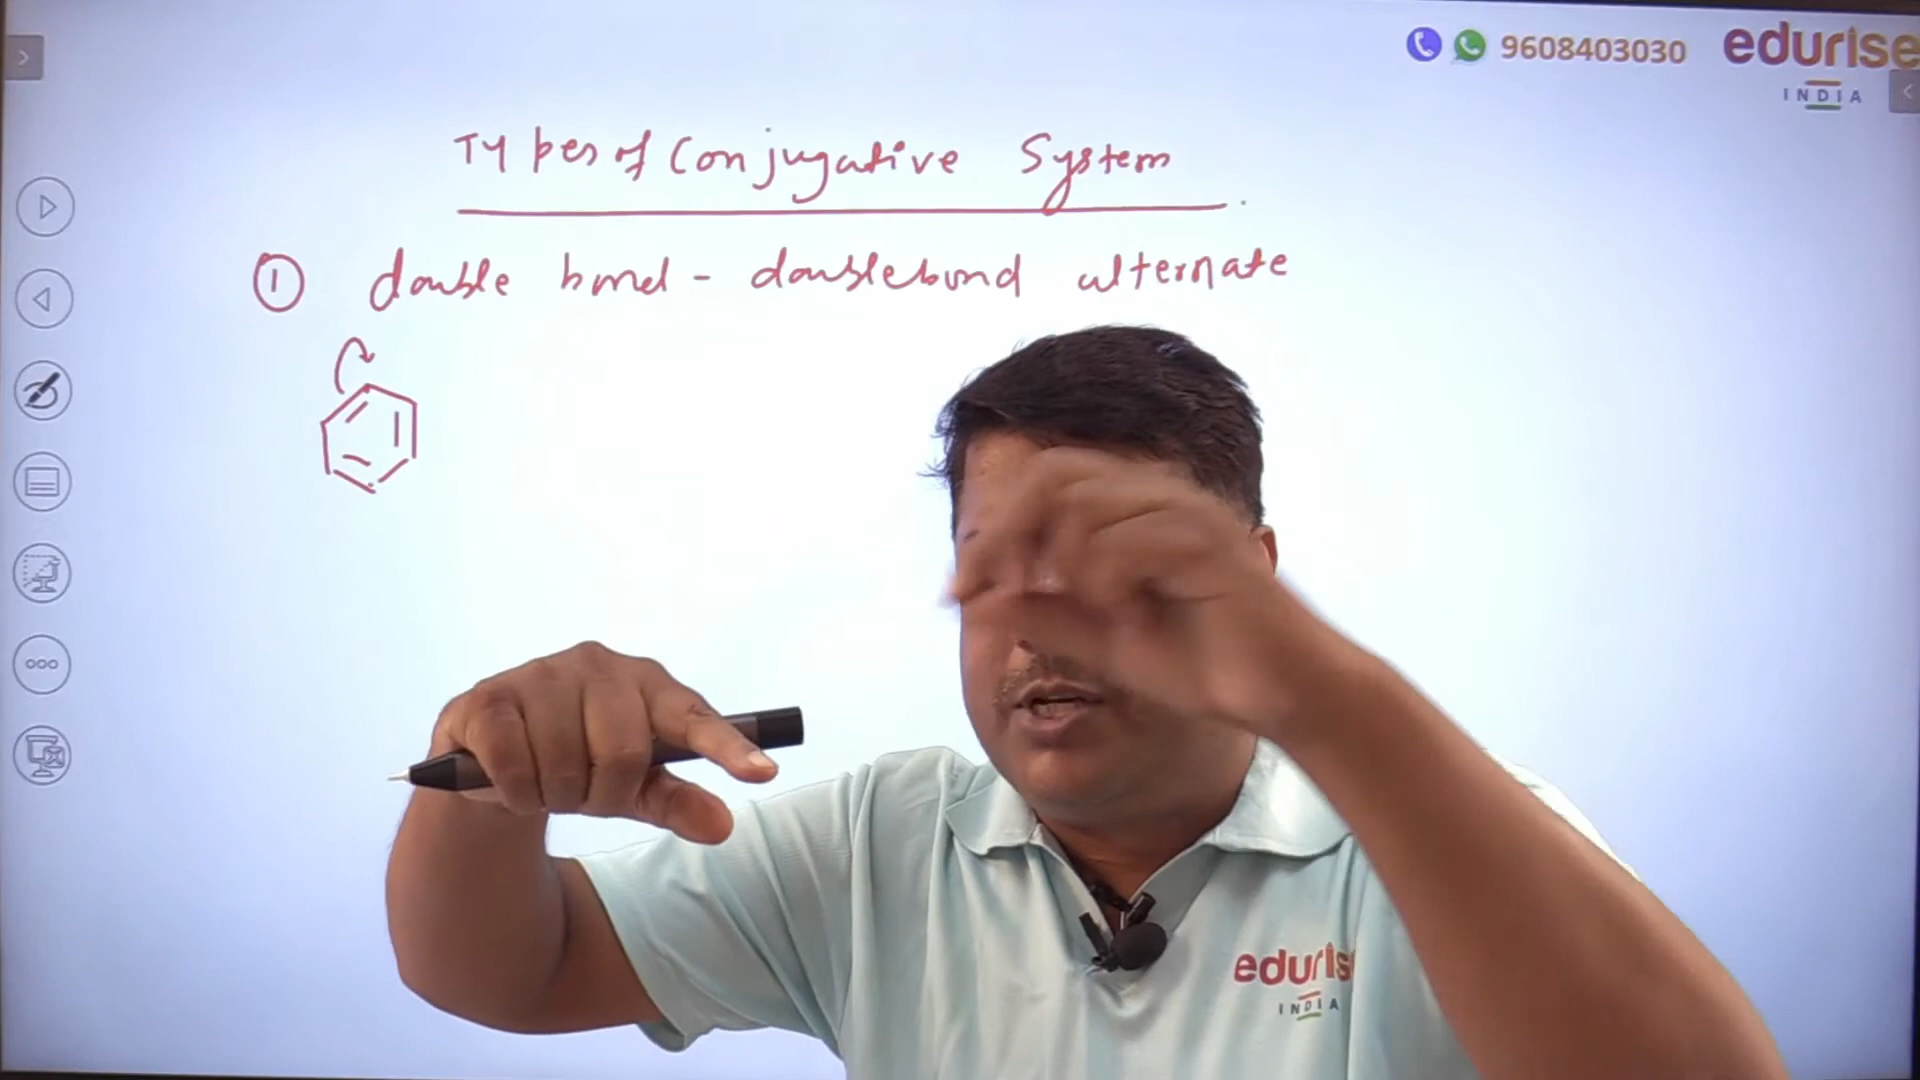 9608403030 edurise
INDIA
Types of Conjugative System
① double bond - doublebond alternate
edurise
INDIA